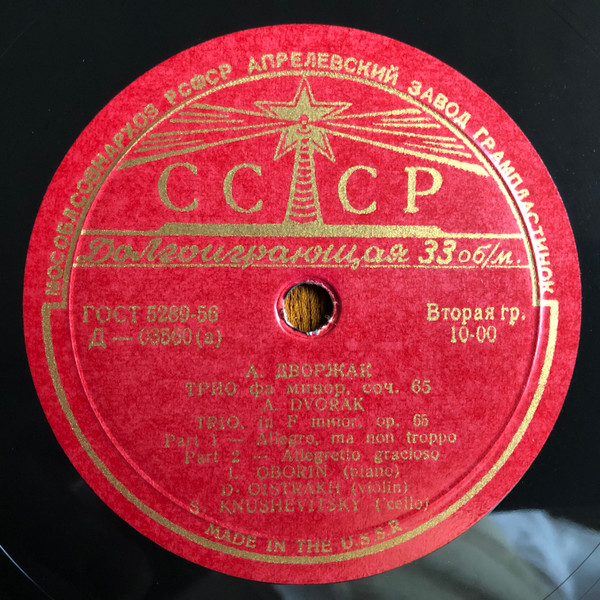 МОСОБЛСОВНАРХОЗ РСФСР АПРЕЛЕВСКИЙ ЗАВОД ГРАМПЛАСТИНОК
СССР
Долгоиграющая 33 об/м.
ГОСТ 5289-56
Д — 03560 (а)
Вторая гр.
10-00
А. ДВОРЖАК
ТРИО фа минор, соч. 65
A. DVORAK
TRIO, in F minor, op. 65
Part 1 — Allegro, ma non troppo
Part 2 — Allegretto gracioso
L. OBORIN (piano)
D. OISTRAKH (violin)
S. KNUSHEVITSKY (cello)
MADE IN THE U.S.S.R.